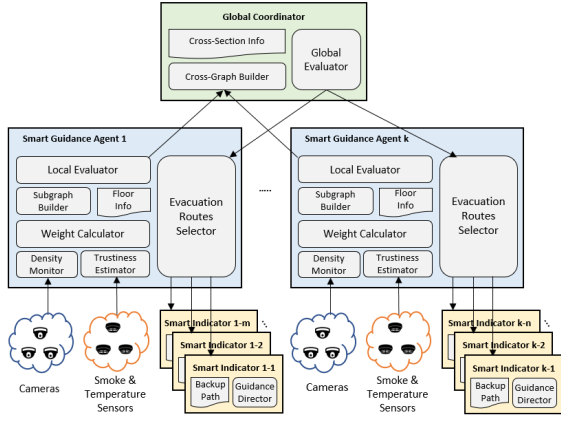 Global Coordinator
Cross-Section Info
Cross-Graph Builder
Global
Evaluator
Smart Guidance Agent 1
Local Evaluator
Subgraph
Builder
Floor
Info
Weight Calculator
Density
Monitor
Trustiness
Estimator
Evacuation
Routes
Selector
.....
Smart Guidance Agent k
Local Evaluator
Subgraph
Builder
Floor
Info
Weight Calculator
Density
Monitor
Trustiness
Estimator
Evacuation
Routes
Selector
Cameras
Smoke &
Temperature
Sensors
Smart Indicator 1-m
Smart Indicator 1-2
Smart Indicator 1-1
Backup
Path
Guidance
Director
Cameras
Smoke &
Temperature
Sensors
Smart Indicator k-n
Smart Indicator k-2
Smart Indicator k-1
Backup
Path
Guidance
Director